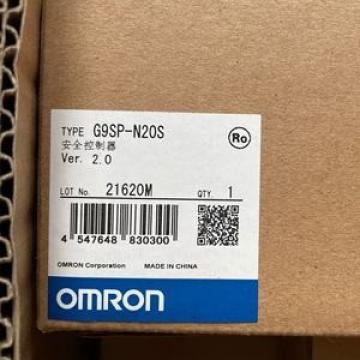 TYPE G9SP-N20S
安全控制器
Ver. 2.0
Ro
LOT No. 21620M QTY. 1
4 547648 830300
OMRON Corporation MADE IN CHINA
OMRON